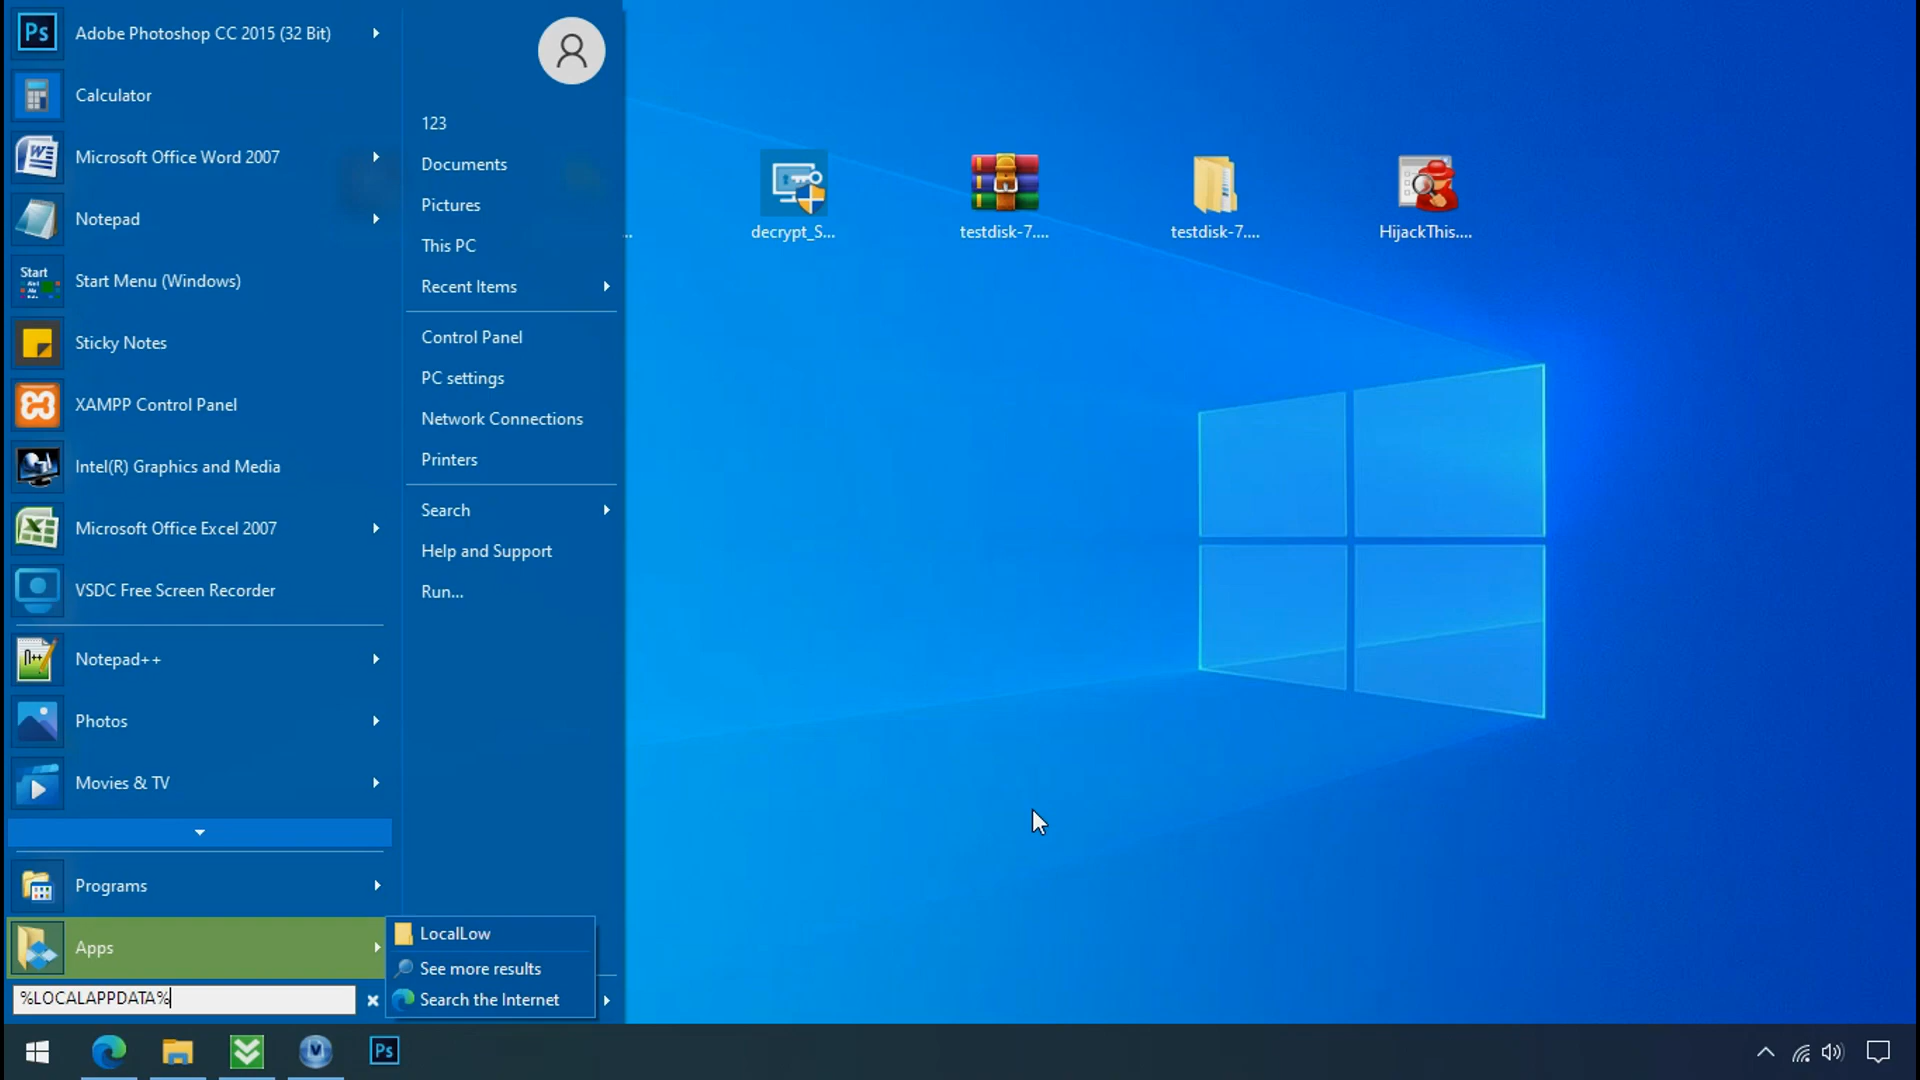 Ps
Adobe Photoshop CC 2015 (32 Bit)
Calculator
Microsoft Office Word 2007
Notepad
Start
Start Menu (Windows)
Sticky Notes
XAMPP Control Panel
Intel(R) Graphics and Media
Microsoft Office Excel 2007
VSDC Free Screen Recorder
Notepad++
Photos
Movies & TV
Programs
Apps
%LOCALAPPDATA%
123
Documents
Pictures
This PC
Recent Items
Control Panel
PC settings
Network Connections
Printers
Search
Help and Support
Run...
LocalLow
See more results
Search the Internet
...
decrypt_S...
testdisk-7....
testdisk-7....
HijackThis....
Ps